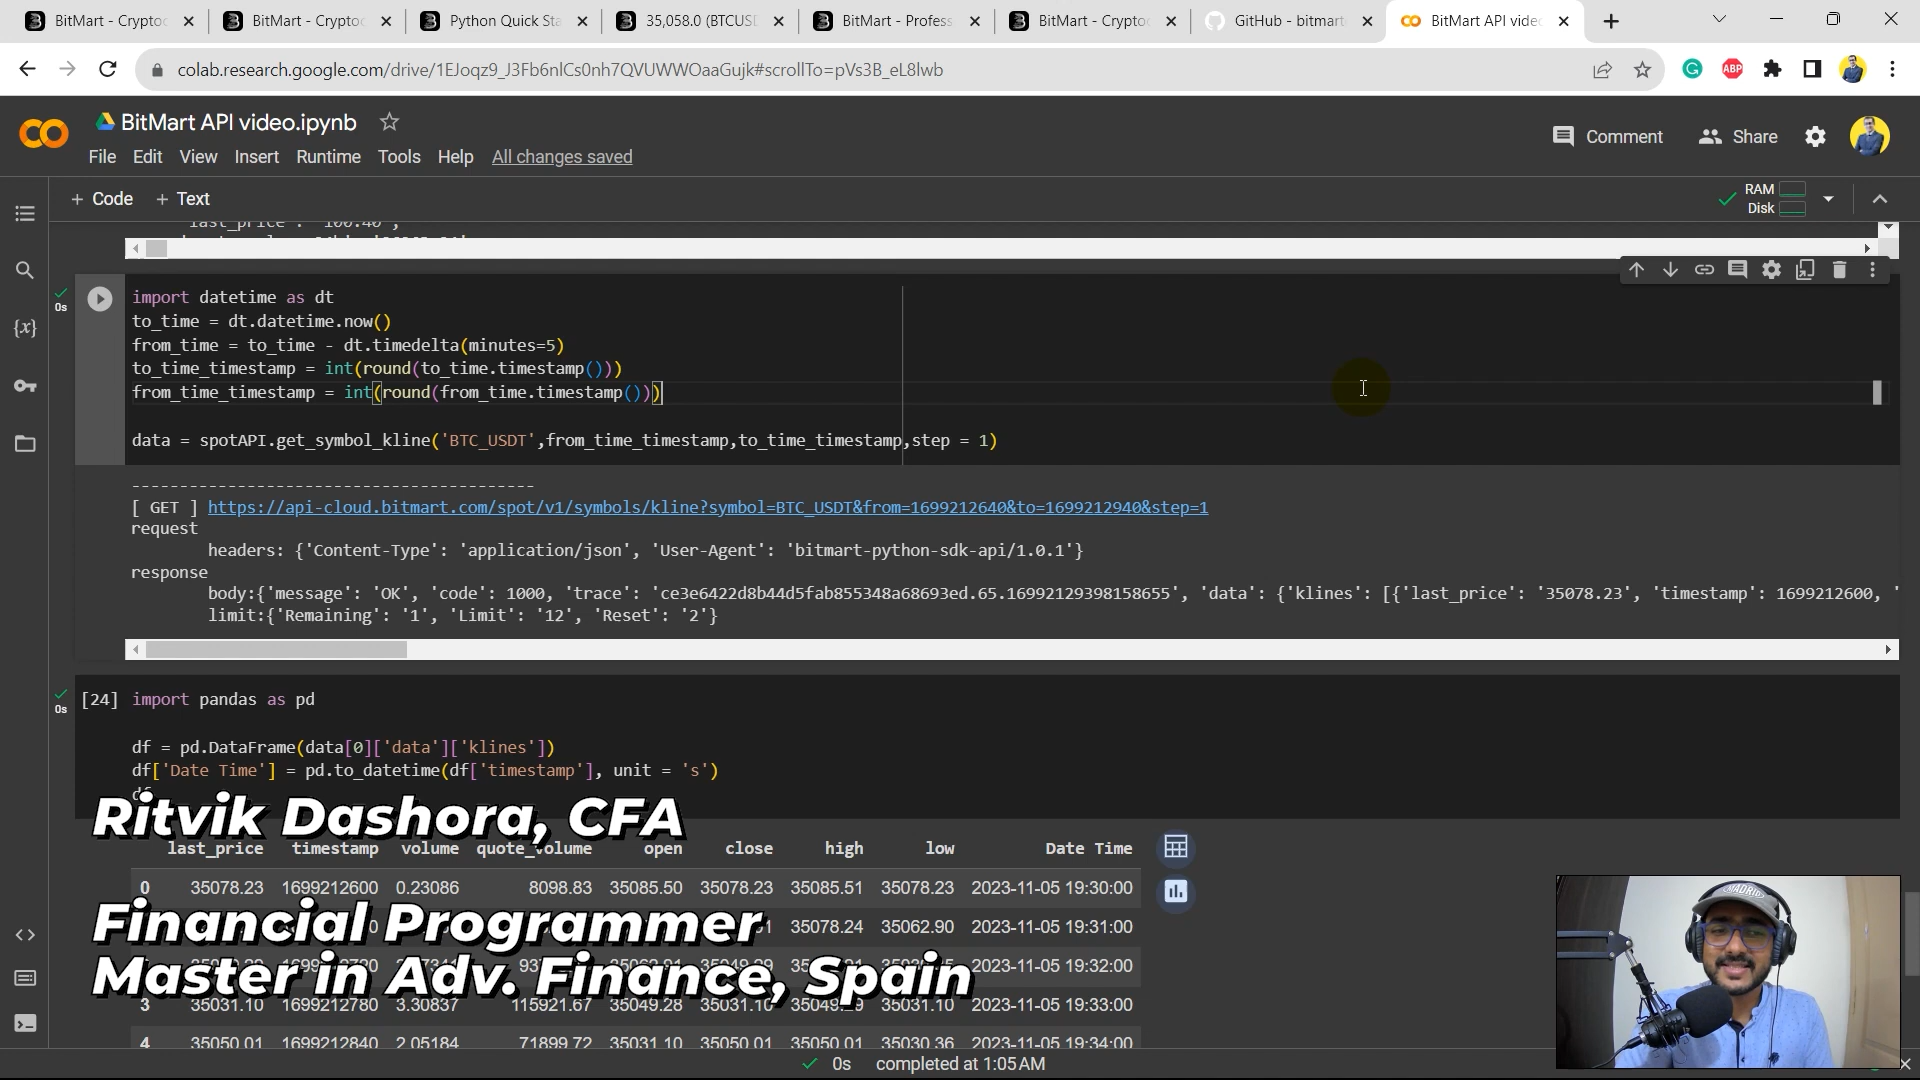 BitMart - Cryptoc
BitMart - Cryptoc
Python Quick Sta
35,058.0 (BTCUSD
BitMart - Profess
BitMart - Crypto
GitHub - bitmart
BitMart API vide
colab.research.google.com/drive/1EJoqz9_J3Fb6nlCs0nh7QVUWWOaaGujk#scrollTo=pVs3B_eL8lwb
BitMart API video.ipynb
Comment
Share
File Edit View Insert Runtime Tools Help All changes saved
+ Code + Text
RAM
Disk
0s
import datetime as dt
to_time = dt.datetime.now()
from_time = to_time - dt.timedelta(minutes=5)
to_time_timestamp = int(round(to_time.timestamp()))
from_time_timestamp = int(round(from_time.timestamp()))
data = spotAPI.get_symbol_kline('BTC_USDT',from_time_timestamp,to_time_timestamp,step = 1)
----------------------------------------
[ GET ] https://api-cloud.bitmart.com/spot/v1/symbols/kline?symbol=BTC_USDT&from=1699212640&to=1699212940&step=1
request
headers: {'Content-Type': 'application/json', 'User-Agent': 'bitmart-python-sdk-api/1.0.1'}
response
body:{'message': 'OK', 'code': 1000, 'trace': 'ce3e6422d8b44d5fab855348a68693ed.65.16992129398158655', 'data': {'klines': [{'last_price': '35078.23', 'timestamp': 1699212600, '
limit:{'Remaining': '1', 'Limit': '12', 'Reset': '2'}
0s
[24] import pandas as pd
df = pd.DataFrame(data[0]['data']['klines'])
df['Date Time'] = pd.to_datetime(df['timestamp'], unit = 's')
df
Ritvik Dashora, CFA
last_price timestamp volume quote_volume open close high low Date Time
0 35078.23 1699212600 0.23086 8098.83 35085.50 35078.23 35085.51 35078.23 2023-11-05 19:30:00
Financial Programmer
35078.24 35062.90 2023-11-05 19:31:00
Master in Adv. Finance, Spain
2023-11-05 19:32:00
3 35031.10 1699212780 3.30837 115921.67 35049.28 35031.10 35049.29 35031.10 2023-11-05 19:33:00
4 35050.01 1699212840 2.05184 71899.72 35031.10 35050.01 35050.01 35030.36 2023-11-05 19:34:00
0s completed at 1:05 AM